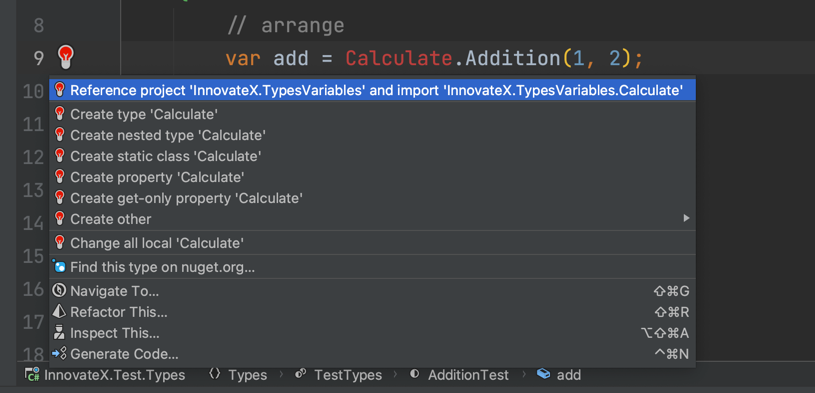 8 // arrange
9 var add = Calculate.Addition(1, 2);
10 Reference project 'InnovateX.TypesVariables' and import 'InnovateX.TypesVariables.Calculate'
11 Create type 'Calculate'
Create nested type 'Calculate'
12 Create static class 'Calculate'
13 Create property 'Calculate'
Create get-only property 'Calculate'
14 Create other
15 Change all local 'Calculate'
Find this type on nuget.org...
16 Navigate To... ⇧⌘G
17 Refactor This... ⇧⌘R
Inspect This... ⌥⇧⌘A
18 Generate Code... ^⌘N
C# InnovateX.Test.Types › Types › TestTypes › AdditionTest › add